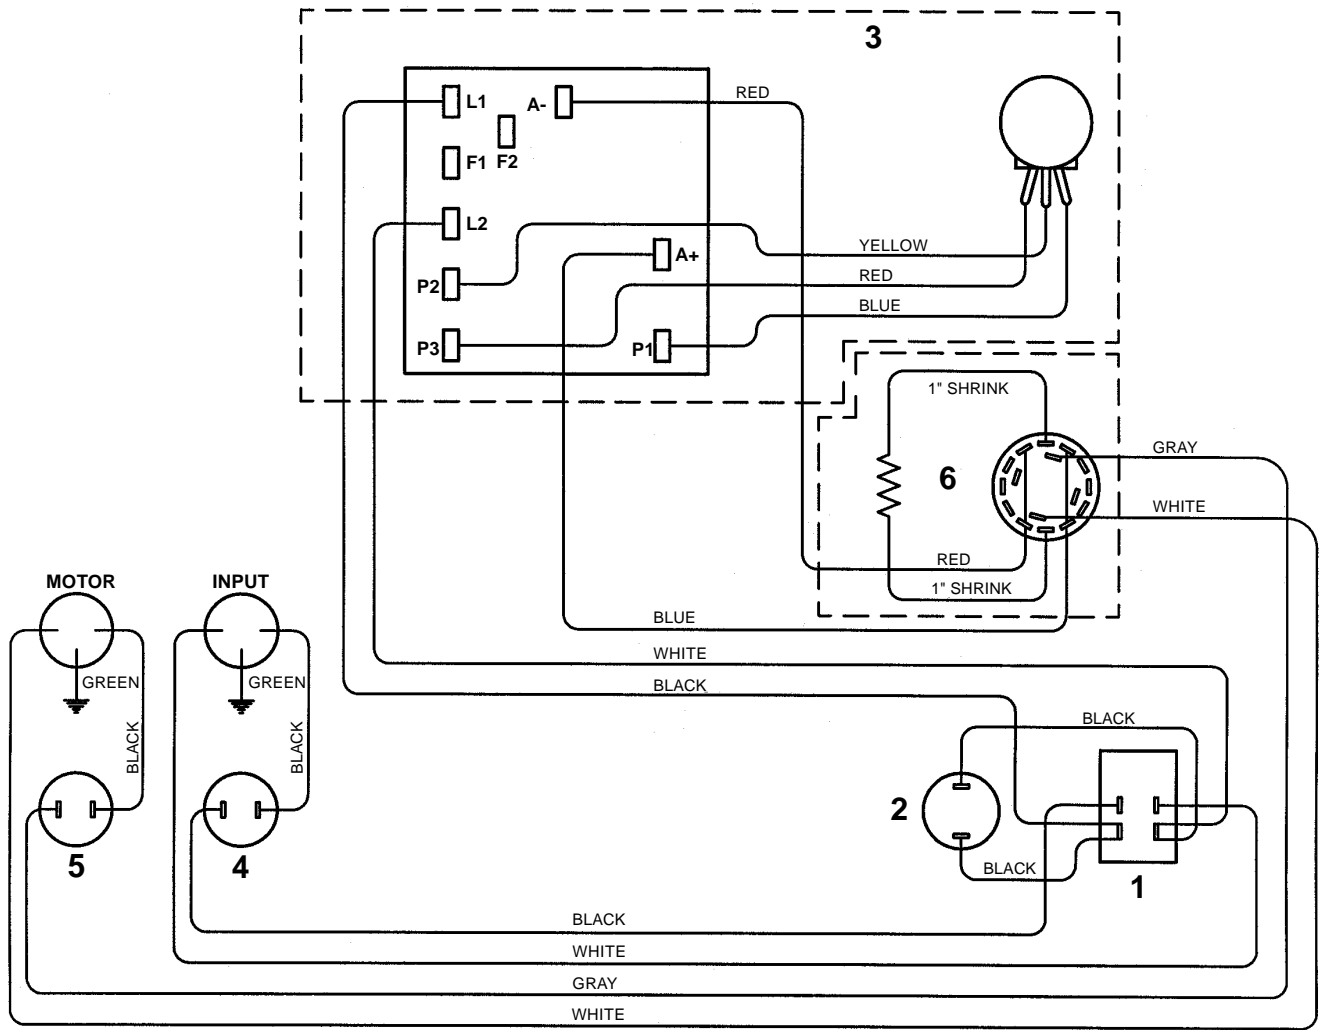 3
RED
L1
A-
F1
F2
L2
YELLOW
A+
RED
P2
BLUE
P3
P1
1" SHRINK
GRAY
6
WHITE
RED
MOTOR
INPUT
1" SHRINK
BLUE
WHITE
GREEN
GREEN
BLACK
BLACK
BLACK
BLACK
2
5
4
BLACK
1
BLACK
WHITE
GRAY
WHITE